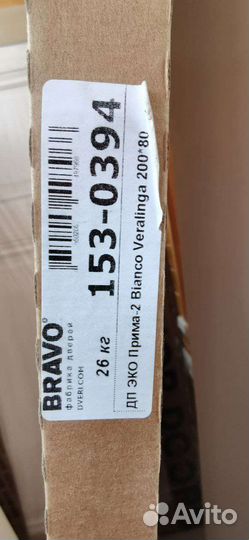 BRAVO®
фабрика дверей
DVERI.COM
26 кг
153-0394
ДП ЭКО Прима-2 Bianco Veralinga 200*80
Avito